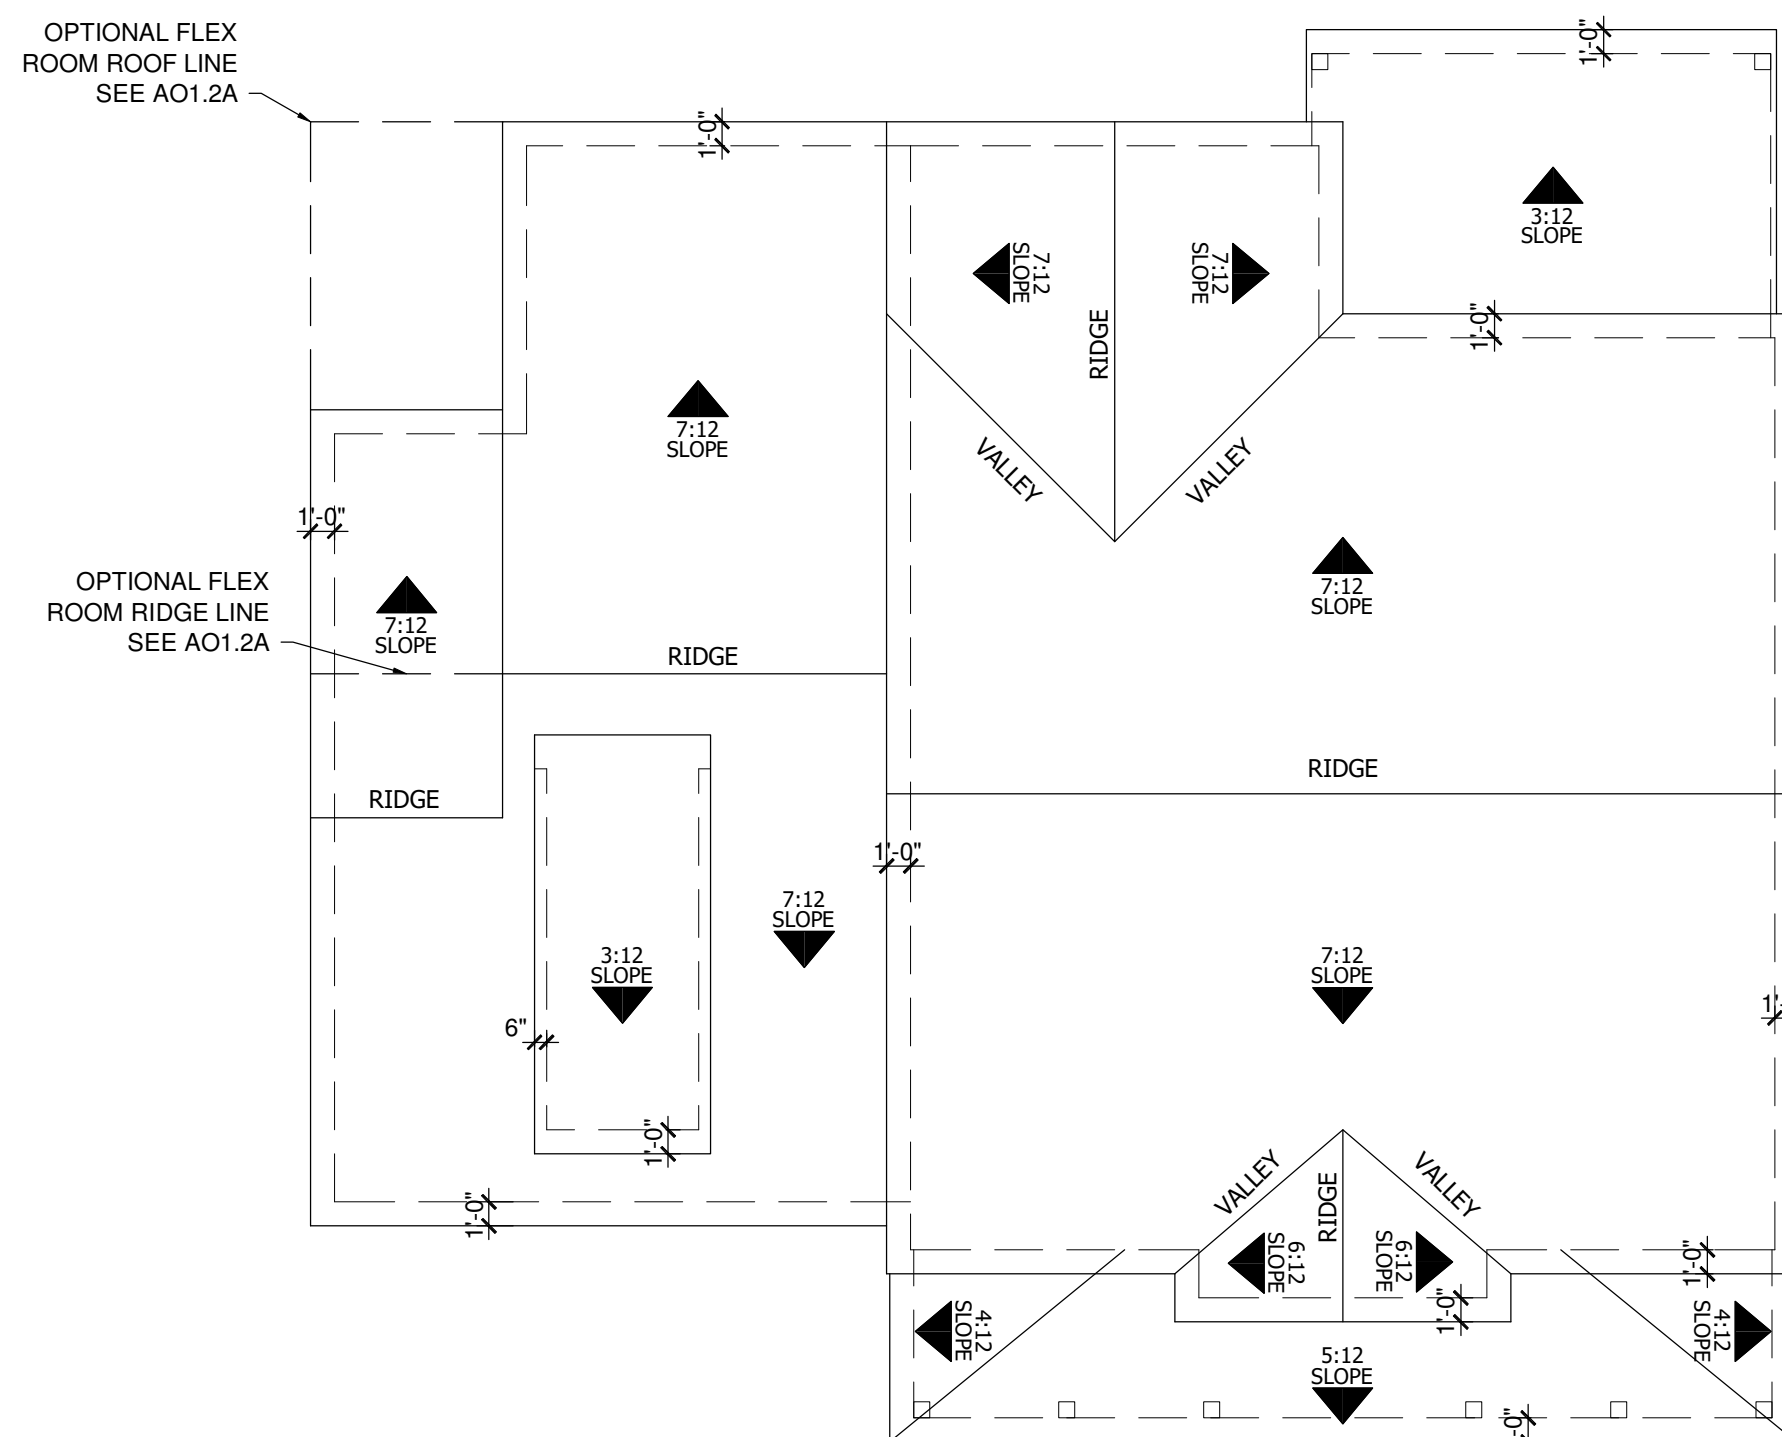 OPTIONAL FLEX
ROOM ROOF LINE
SEE AO1.2A
1'-0"
1'-0"
3:12
SLOPE
7:12
SLOPE
7:12
SLOPE
RIDGE
1'-0"
7:12
SLOPE
VALLEY
VALLEY
1'-0"
OPTIONAL FLEX
ROOM RIDGE LINE
SEE AO1.2A
7:12
SLOPE
7:12
SLOPE
RIDGE
RIDGE
RIDGE
1'-0"
7:12
SLOPE
3:12
SLOPE
7:12
SLOPE
6"
1'-0"
1'-0"
VALLEY
RIDGE
VALLEY
6:12
SLOPE
6:12
SLOPE
1'-0"
1'-0"
4:12
SLOPE
4:12
SLOPE
5:12
SLOPE